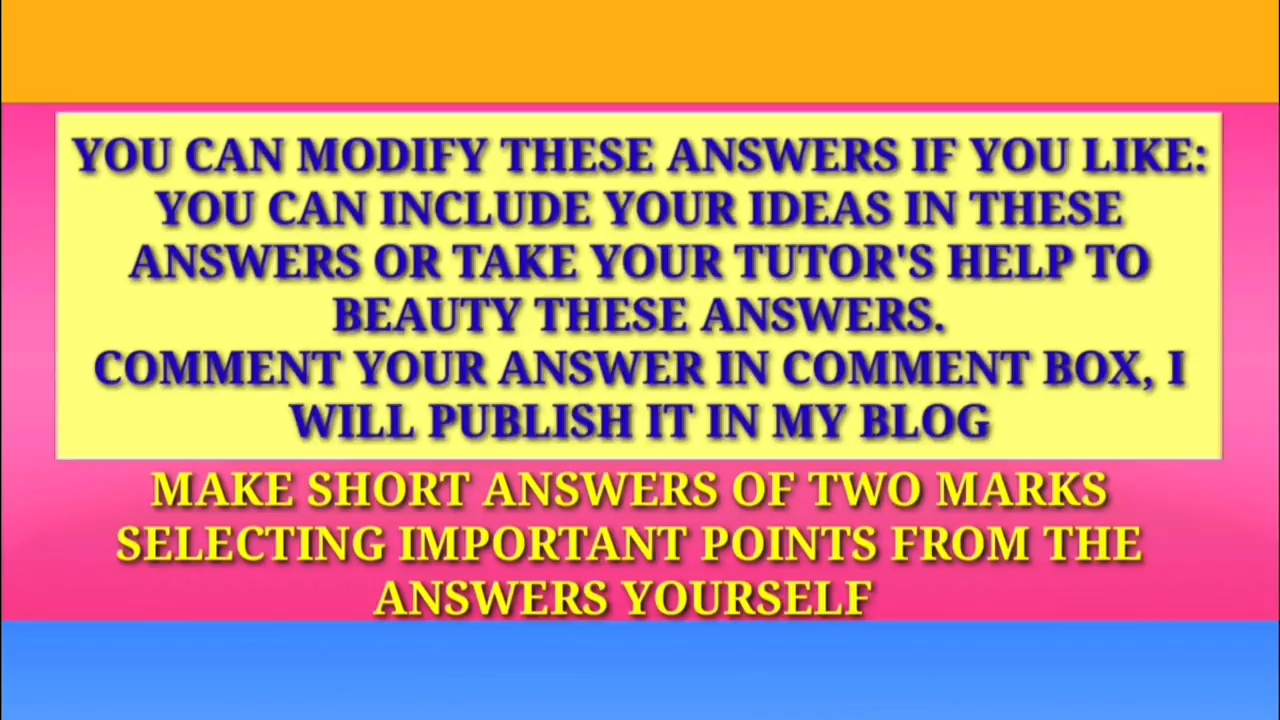 YOU CAN MODIFY THESE ANSWERS IF YOU LIKE:
YOU CAN INCLUDE YOUR IDEAS IN THESE
ANSWERS OR TAKE YOUR TUTOR'S HELP TO
BEAUTY THESE ANSWERS.
COMMENT YOUR ANSWER IN COMMENT BOX, I
WILL PUBLISH IT IN MY BLOG
MAKE SHORT ANSWERS OF TWO MARKS
SELECTING IMPORTANT POINTS FROM THE
ANSWERS YOURSELF